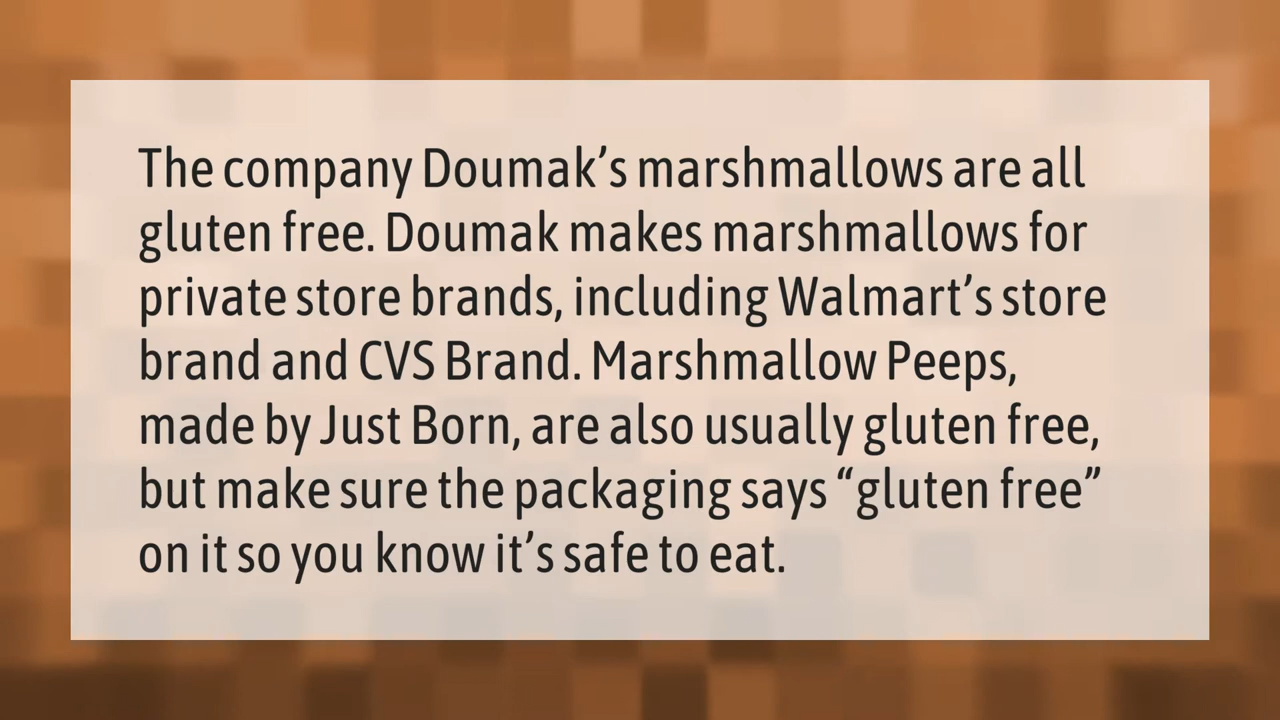 The company Doumak’s marshmallows are all
gluten free. Doumak makes marshmallows for
private store brands, including Walmart’s store
brand and CVS Brand. Marshmallow Peeps,
made by Just Born, are also usually gluten free,
but make sure the packaging says “gluten free”
on it so you know it’s safe to eat.